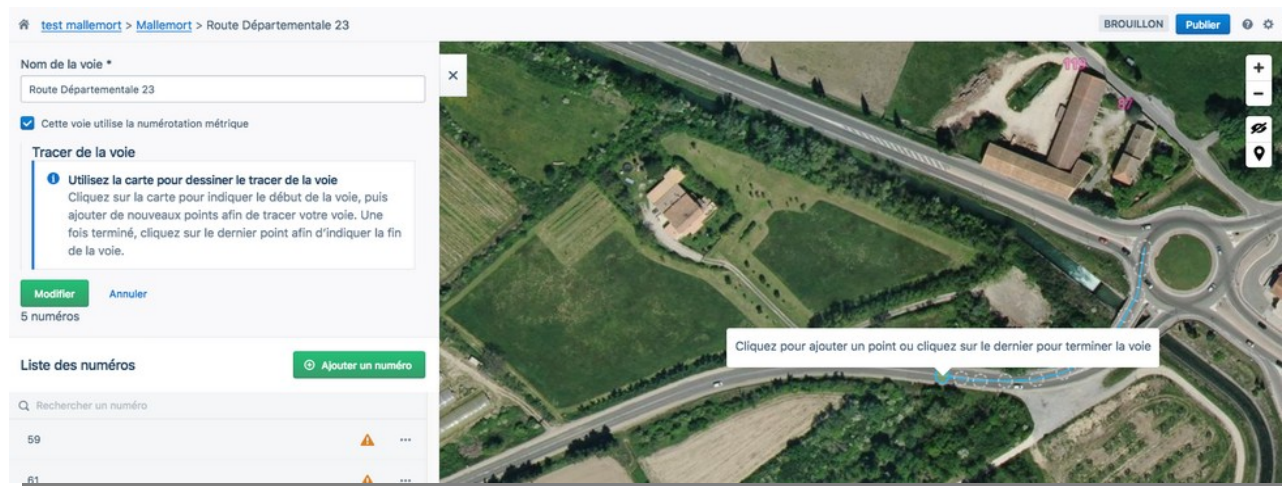 test mallemort > Mallemort > Route Départementale 23
BROUILLON
Publier
Nom de la voie *
Route Départementale 23
Cette voie utilise la numérotation métrique
Tracer de la voie
Utilisez la carte pour dessiner le tracer de la voie
Cliquez sur la carte pour indiquer le début de la voie, puis
ajouter de nouveaux points afin de tracer votre voie. Une
fois terminé, cliquez sur le dernier point afin d'indiquer la fin
de la voie.
Modifier
Annuler
5 numéros
Liste des numéros
Ajouter un numéro
Rechercher un numéro
59
61
Cliquez pour ajouter un point ou cliquez sur le dernier pour terminer la voie